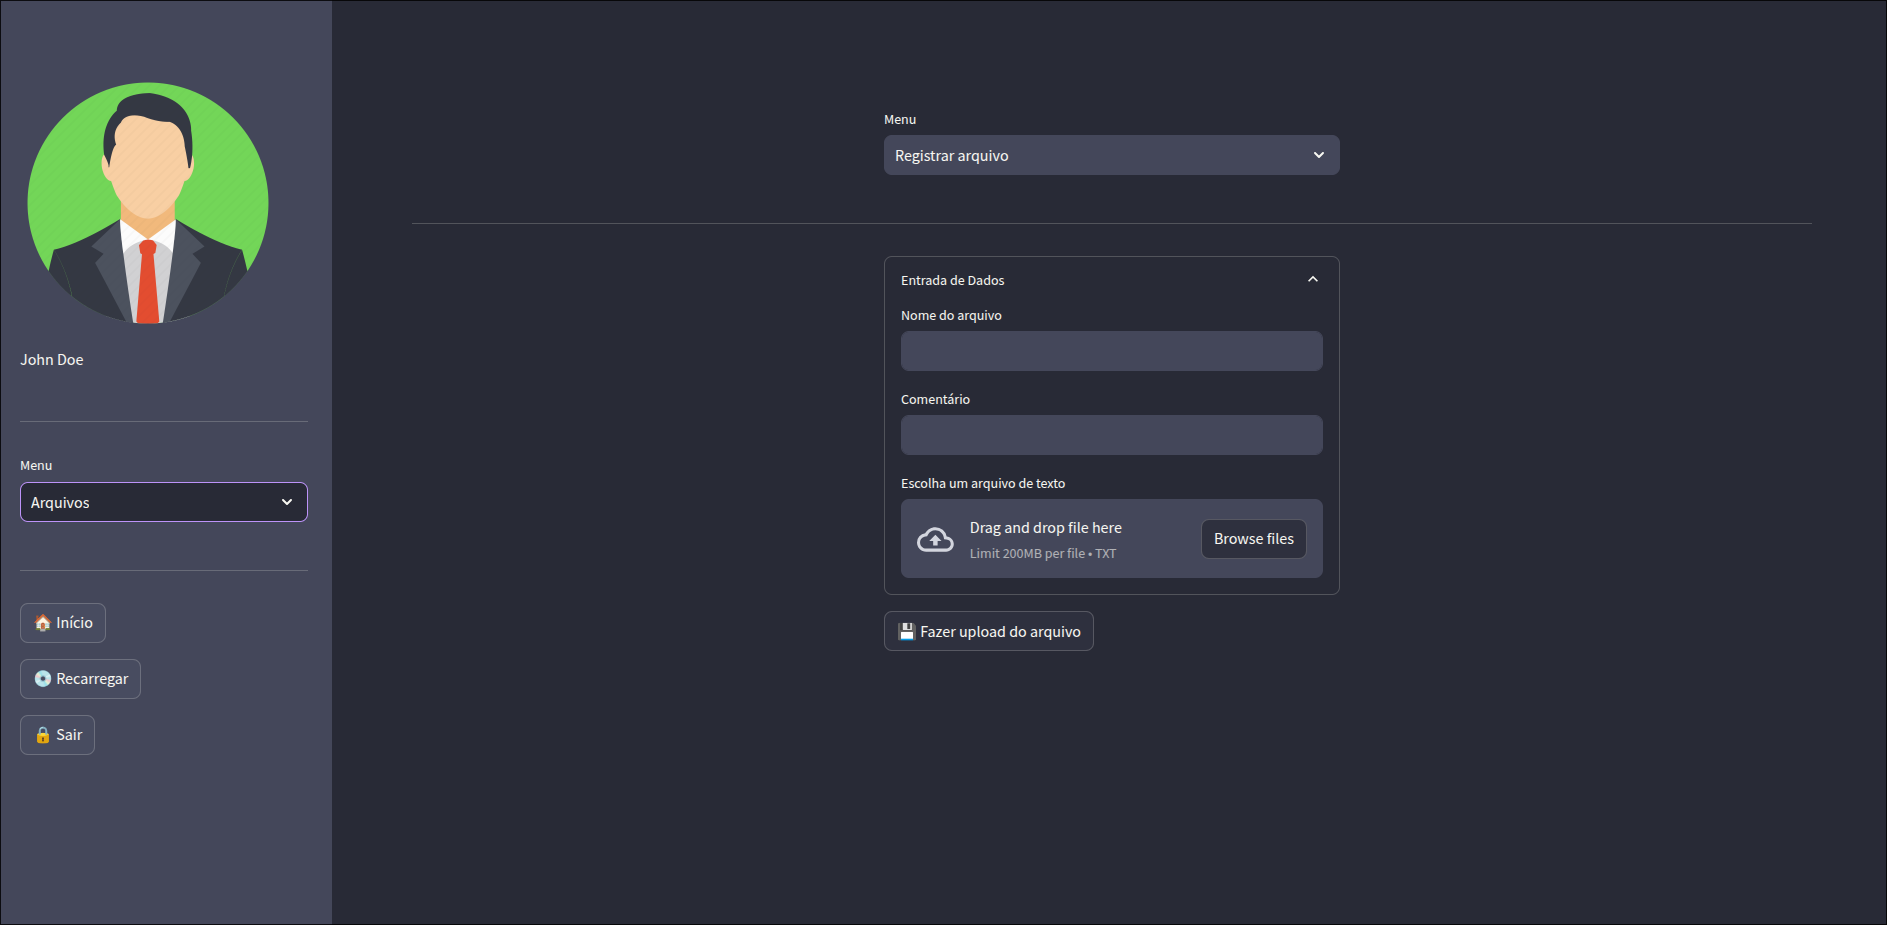 John Doe
Menu
Arquivos
Início
Recarregar
Sair
Menu
Registrar arquivo
Entrada de Dados
Nome do arquivo
Comentário
Escolha um arquivo de texto
Drag and drop file here
Limit 200MB per file • TXT
Browse files
Fazer upload do arquivo